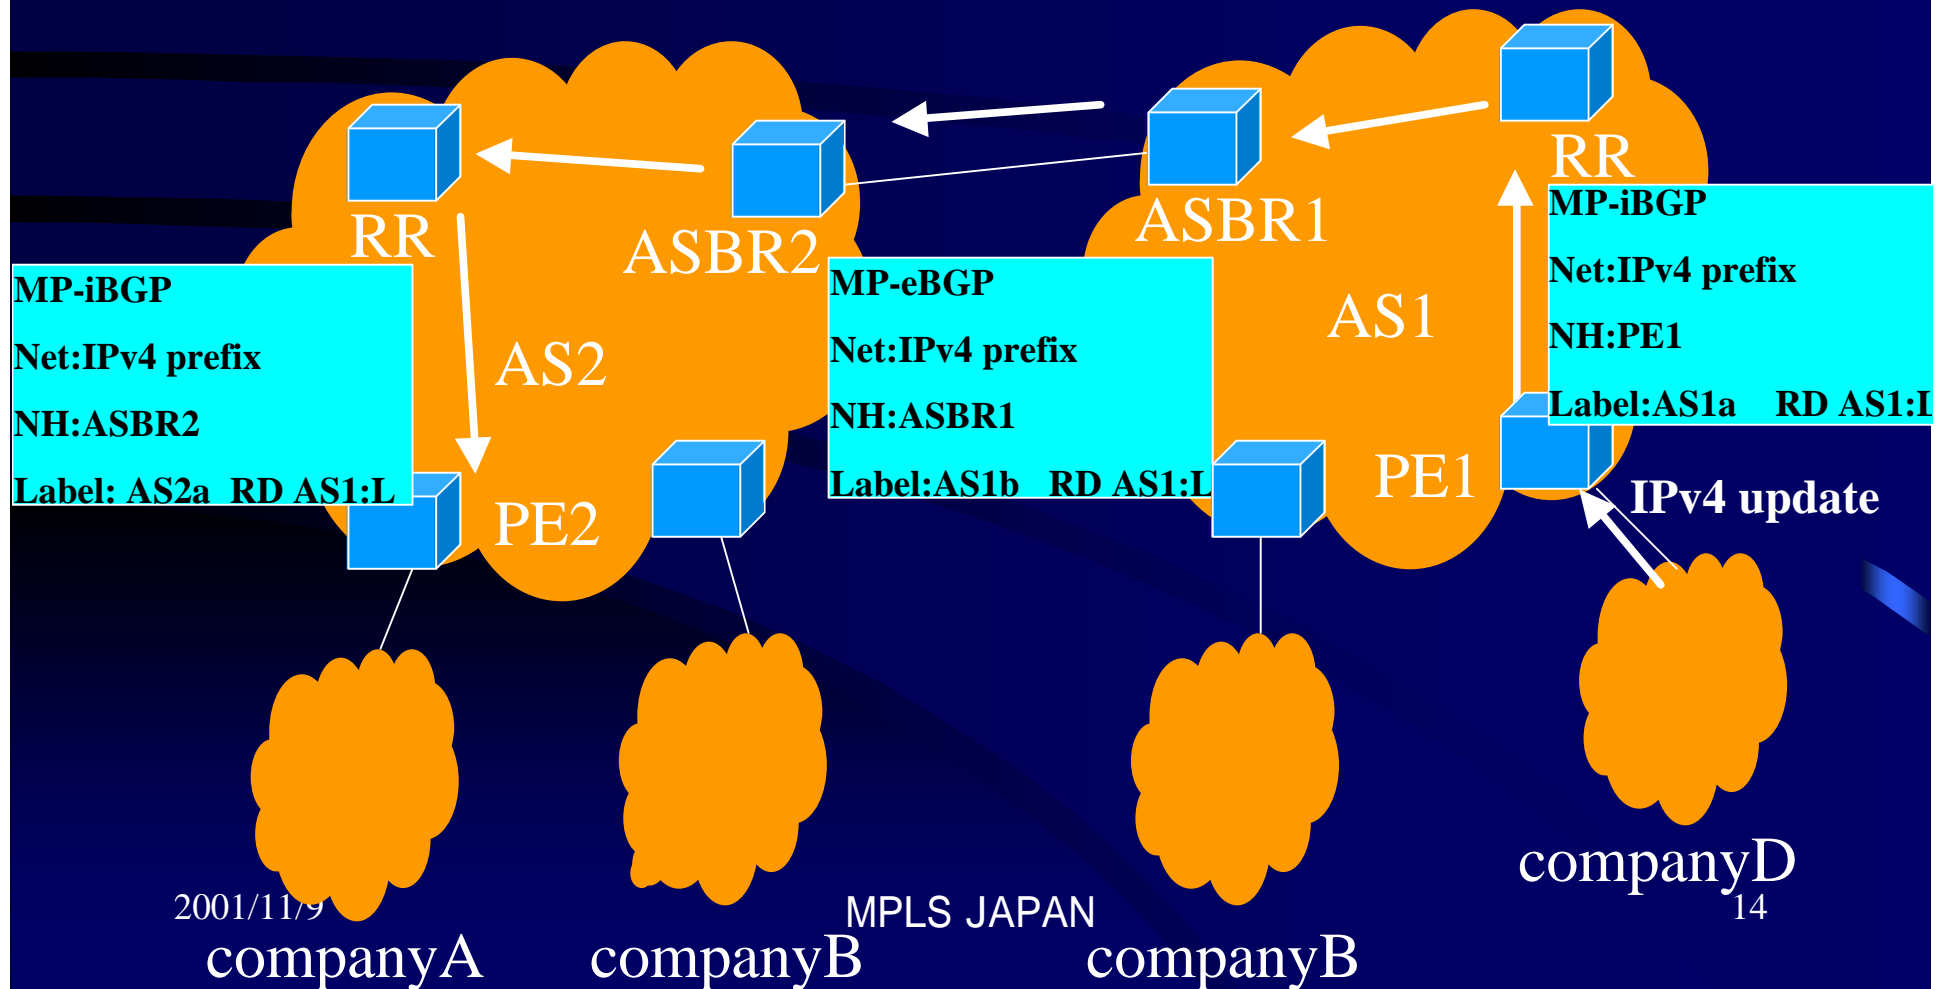 RR
ASBR2
ASBR1
RR
MP-iBGP
Net:IPv4 prefix
NH:ASBR2
Label: AS2a RD AS1:L
AS2
PE2
MP-eBGP
Net:IPv4 prefix
NH:ASBR1
Label:AS1b RD AS1:L
AS1
PE1
MP-iBGP
Net:IPv4 prefix
NH:PE1
Label:AS1a RD AS1:L
IPv4 update
companyD
2001/11/9
MPLS JAPAN
14
companyA
companyB
companyB